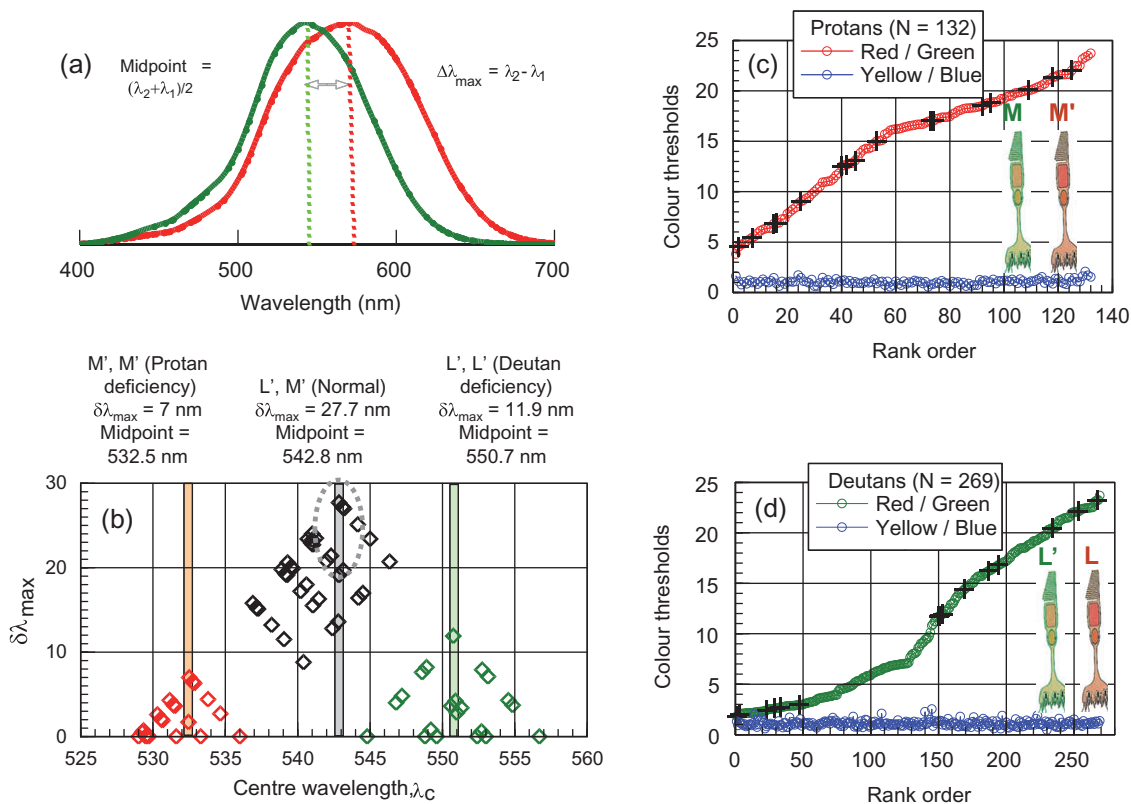 (a)
Midpoint =
(λ2+λ1)/2
Δλmax = λ2- λ1
400
500
600
700
Wavelength (nm)
M', M' (Protan
deficiency)
δλmax = 7 nm
Midpoint =
532.5 nm
L', M' (Normal)
δλmax = 27.7 nm
Midpoint =
542.8 nm
L', L' (Deutan
deficiency)
δλmax = 11.9 nm
Midpoint =
550.7 nm
(b)
δλmax
30
20
10
0
525
530
535
540
545
550
555
560
Centre wavelength,λc
(c)
Protans (N = 132)
Red / Green
Yellow / Blue
M
M'
Colour thresholds
25
20
15
10
5
0
0
20
40
60
80
100
120
140
Rank order
(d)
Deutans (N = 269)
Red / Green
Yellow / Blue
L'
L
Colour thresholds
25
20
15
10
5
0
0
50
100
150
200
250
Rank order